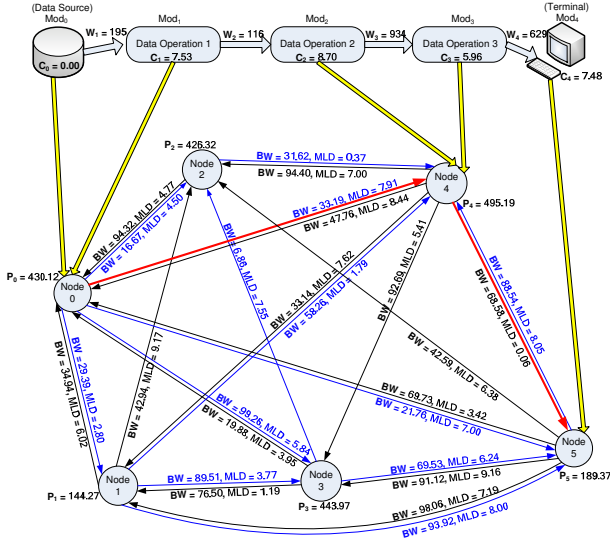 (Data Source)
Mod0
Mod1
Mod2
Mod3
(Terminal)
Mod4
W1 = 195
W2 = 116
W3 = 934
W4 = 629
Data Operation 1
Data Operation 2
Data Operation 3
C0 = 0.00
C1 = 7.53
C2 = 8.70
C3 = 5.96
C4 = 7.48
P2 = 426.32
Node 2
BW = 31.62, MLD = 0.37
BW = 94.40, MLD = 7.00
Node 4
P4 = 495.19
BW = 94.32, MLD = 4.77
BW = 16.67, MLD = 4.50
BW = 33.19, MLD = 7.91
BW = 47.76, MLD = 8.44
P0 = 430.12
Node 0
BW = 6.86, MLD = 7.55
BW = 33.14, MLD = 7.62
BW = 58.26, MLD = 1.79
BW = 92.69, MLD = 5.41
BW = 88.54, MLD = 8.05
BW = 68.58, MLD = 0.06
BW = 42.59, MLD = 6.38
BW = 29.39, MLD = 2.80
BW = 34.94, MLD = 6.02
BW = 42.94, MLD = 9.17
BW = 98.26, MLD = 5.84
BW = 19.88, MLD = 3.95
BW = 69.73, MLD = 3.42
BW = 21.76, MLD = 7.00
Node 5
P5 = 189.37
Node 1
P1 = 144.27
BW = 89.51, MLD = 3.77
BW = 76.50, MLD = 1.19
Node 3
P3 = 443.97
BW = 69.53, MLD = 6.24
BW = 91.12, MLD = 9.16
BW = 98.06, MLD = 7.19
BW = 93.92, MLD = 8.00